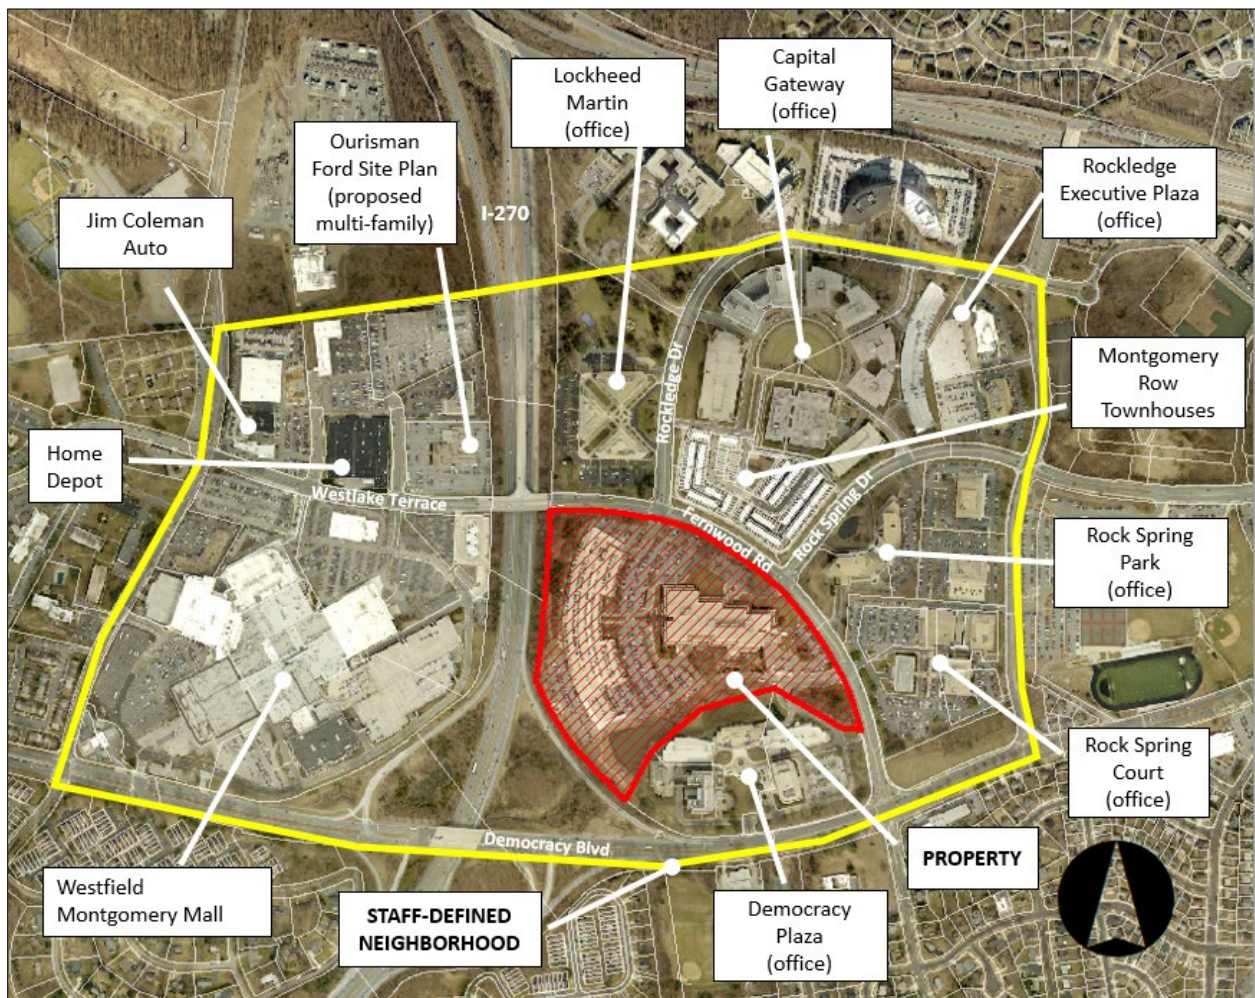 Capital
Gateway
(office)
Lockheed
Martin
(office)
Ourisman
Ford Site Plan
(proposed
multi-family)
Rockledge
Executive Plaza
(office)
I-270
Jim Coleman
Auto
Rockledge Dr
Montgomery
Row
Townhouses
Home
Depot
Westlake Terrace
Fernwood Rd
Rock Spring Dr
Rock Spring
Park
(office)
Rock Spring
Court
(office)
Democracy Blvd
PROPERTY
Westfield
Montgomery Mall
STAFF-DEFINED
NEIGHBORHOOD
Democracy
Plaza
(office)